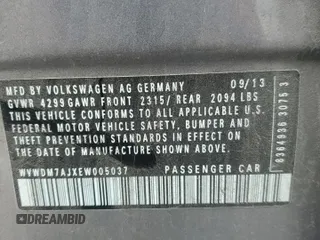 MFD BY VOLKSWAGEN AG GERMANY 09/13
GVWR 4299 GAWR FRONT 2315/ REAR 2094 LBS
THIS VEHICLE CONFORMS TO ALL APPLICABLE U.S.
FEDERAL MOTOR VEHICLE SAFETY, BUMPER AND
THEFT PREVENTION STANDARDS IN EFFECT ON THE
DATE OF MANUFACTURE SHOWN ABOVE.
WVWDM7AJXEW005037 PASSENGER CAR
DREAMBID